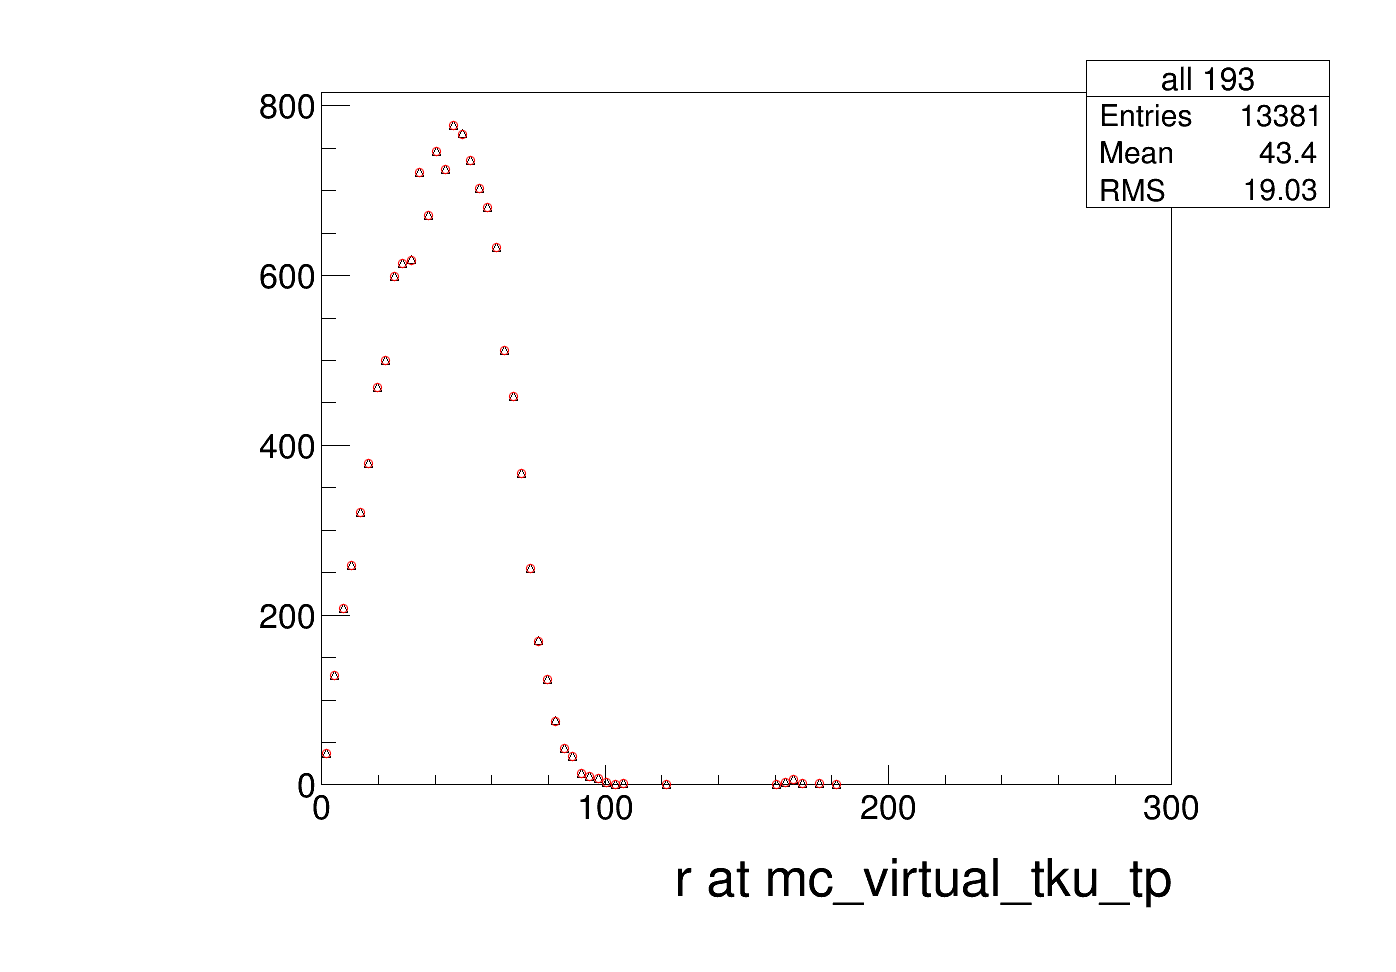 all 193
Entries 13381
Mean 43.4
RMS 19.03
800
600
400
200
0
0 100 200 300
r at mc_virtual_tku_tp